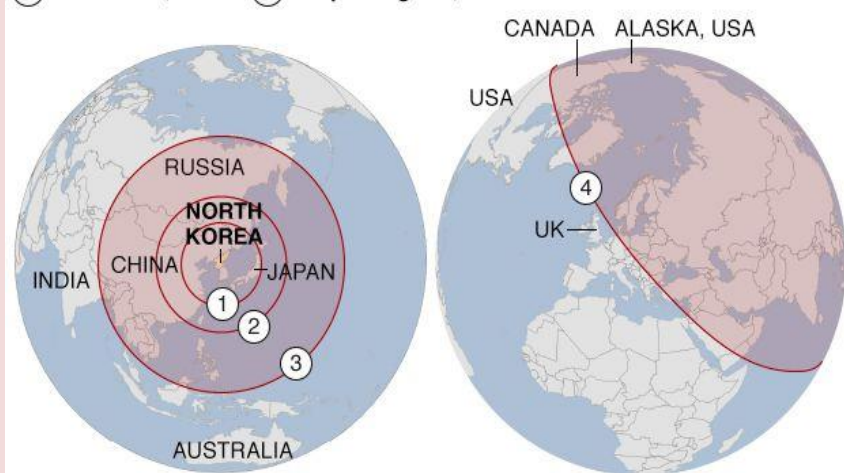 CANADA ALASKA, USA
USA
RUSSIA
NORTH
KOREA
4
UK
CHINA
JAPAN
INDIA
1
2
3
AUSTRALIA